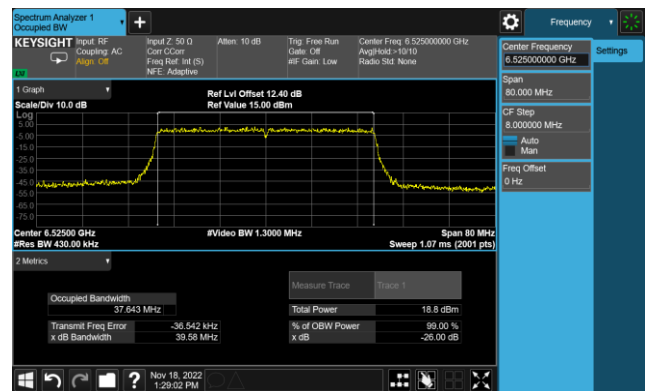 Spectrum Analyzer 1
Occupied BW
Frequency
KEYSIGHT
Input: RF
Coupling: AC
Align: Off
Input Z: 50 Ω
Corr CCorr
Freq Ref: Int (S)
NFE: Adaptive
Atten: 10 dB
Trig: Free Run
Gate: Off
#IF Gain: Low
Center Freq: 6.525000000 GHz
Avg|Hold:>10/10
Radio Std: None
Center Frequency
6.525000000 GHz
Settings
Span
80.000 MHz
CF Step
8.000000 MHz
Auto
Man
Freq Offset
0 Hz
1 Graph
Scale/Div 10.0 dB
Ref Lvl Offset 12.40 dB
Ref Value 15.00 dBm
Log
5.00
-5.00
-15.0
-25.0
-35.0
-45.0
-55.0
-65.0
-75.0
Center 6.52500 GHz
#Video BW 1.3000 MHz
Span 80 MHz
#Res BW 430.00 kHz
Sweep 1.07 ms (2001 pts)
2 Metrics
Measure Trace
Trace 1
Occupied Bandwidth
37.643 MHz
Total Power
18.8 dBm
Transmit Freq Error
-36.542 kHz
% of OBW Power
99.00 %
x dB Bandwidth
39.58 MHz
x dB
-26.00 dB
Nov 18, 2022
1:29:02 PM